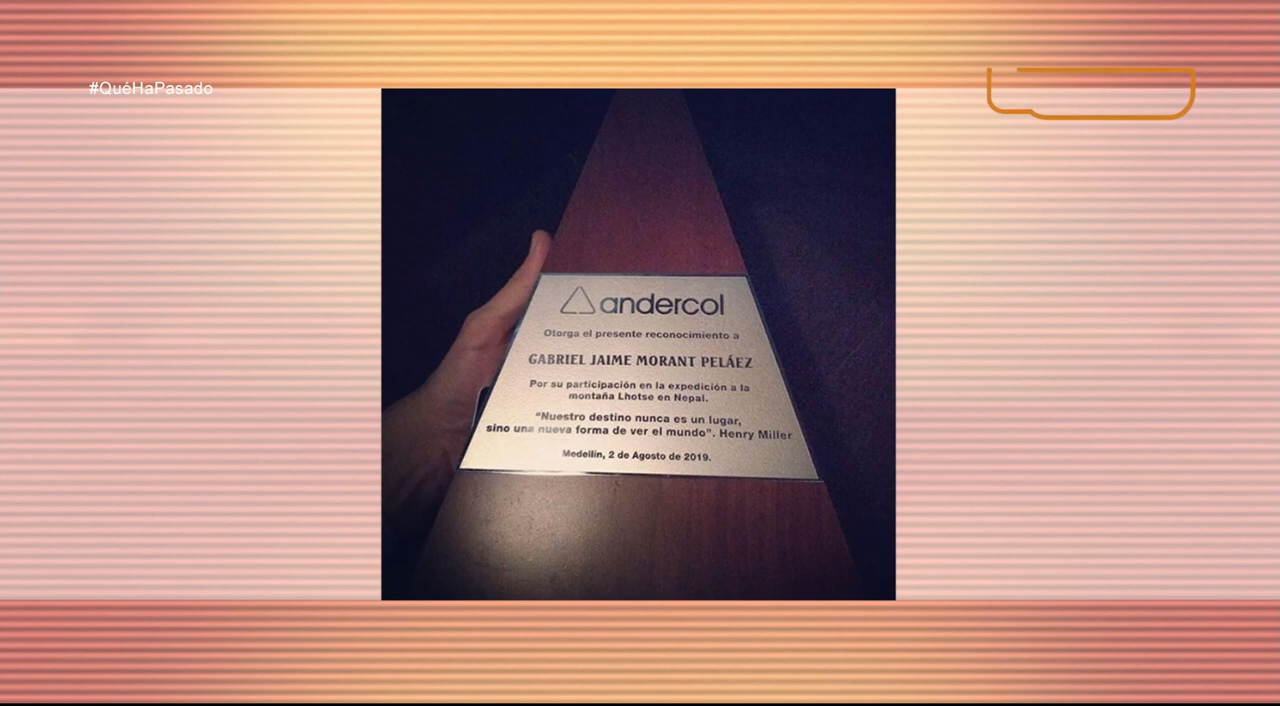 #QuéHaPasado
andercol
Otorga el presente reconocimiento a
GABRIEL JAIME MORANT PELÁEZ
Por su participación en la expedición a la
montaña Lhotse en Nepal.
"Nuestro destino nunca es un lugar,
sino una nueva forma de ver el mundo". Henry Miller
Medellín, 2 de Agosto de 2019.